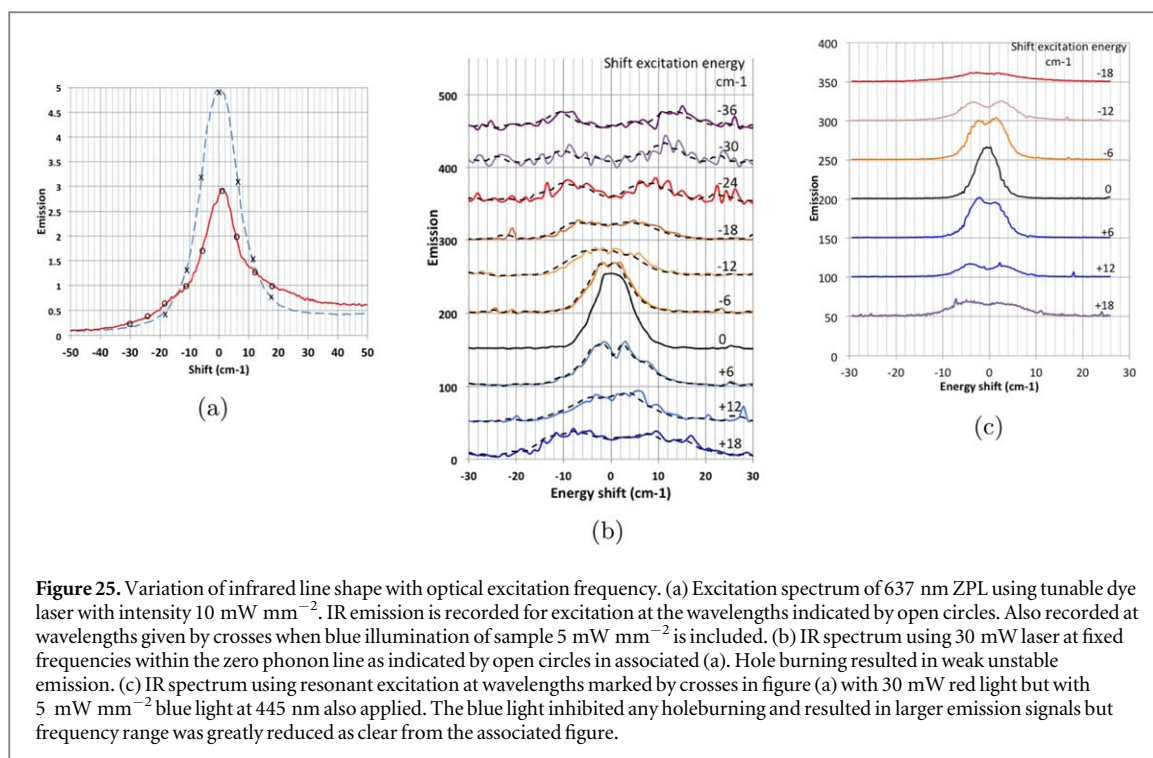 5
4.5
4
3.5
3
2.5
2
1.5
1
0.5
0
Emission
-50 -40 -30 -20 -10 0 10 20 30 40 50
Shift (cm-1)
(a)
Shift excitation energy
cm-1
500
400
300
200
100
0
Emission
-36
-30
-24
-18
-12
-6
0
+6
+12
+18
-30 -20 -10 0 10 20 30
Energy shift (cm-1)
(b)
Shift excitation energy
cm-1
400
350
300
250
200
150
100
50
0
Emission
-18
-12
-6
0
+6
+12
+18
-30 -20 -10 0 10 20 30
Energy shift (cm-1)
(c)
Figure 25. Variation of infrared line shape with optical excitation frequency. (a) Excitation spectrum of 637 nm ZPL using tunable dye
laser with intensity 10 mW mm⁻². IR emission is recorded for excitation at the wavelengths indicated by open circles. Also recorded at
wavelengths given by crosses when blue illumination of sample 5 mW mm⁻² is included. (b) IR spectrum using 30 mW laser at fixed
frequencies within the zero phonon line as indicated by open circles in associated (a). Hole burning resulted in weak unstable
emission. (c) IR spectrum using resonant excitation at wavelengths marked by crosses in figure (a) with 30 mW red light but with
5 mW mm⁻² blue light at 445 nm also applied. The blue light inhibited any holeburning and resulted in larger emission signals but
frequency range was greatly reduced as clear from the associated figure.